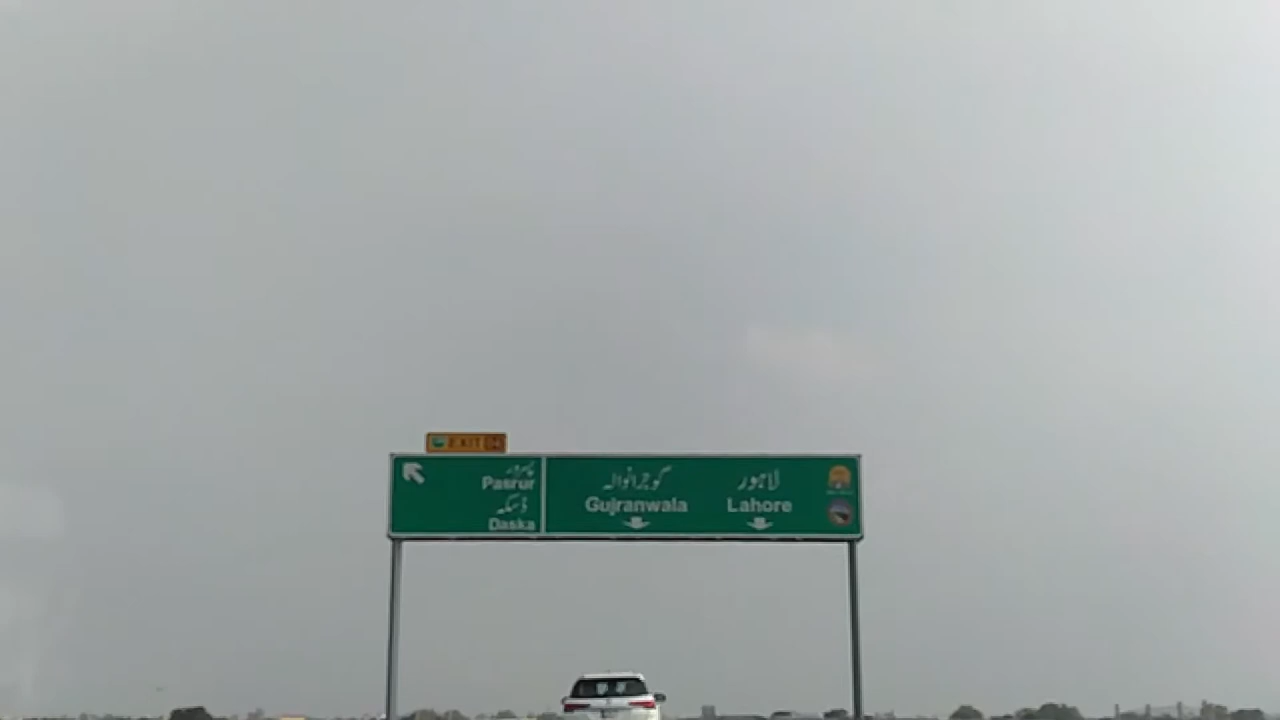 EXIT
پسرور
Pasrur
ڈسکہ
Daska
گوجرانوالہ
Gujranwala
لاہور
Lahore